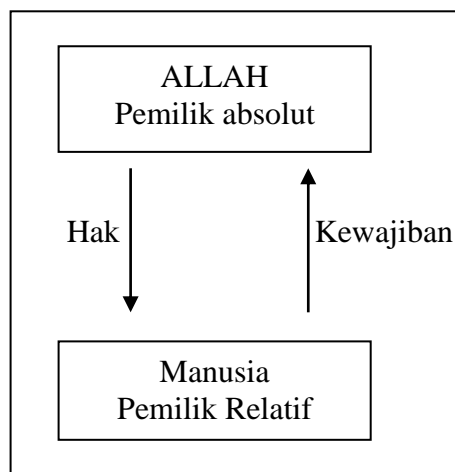 ALLAH
Pemilik absolut
Hak
Kewajiban
Manusia
Pemilik Relatif